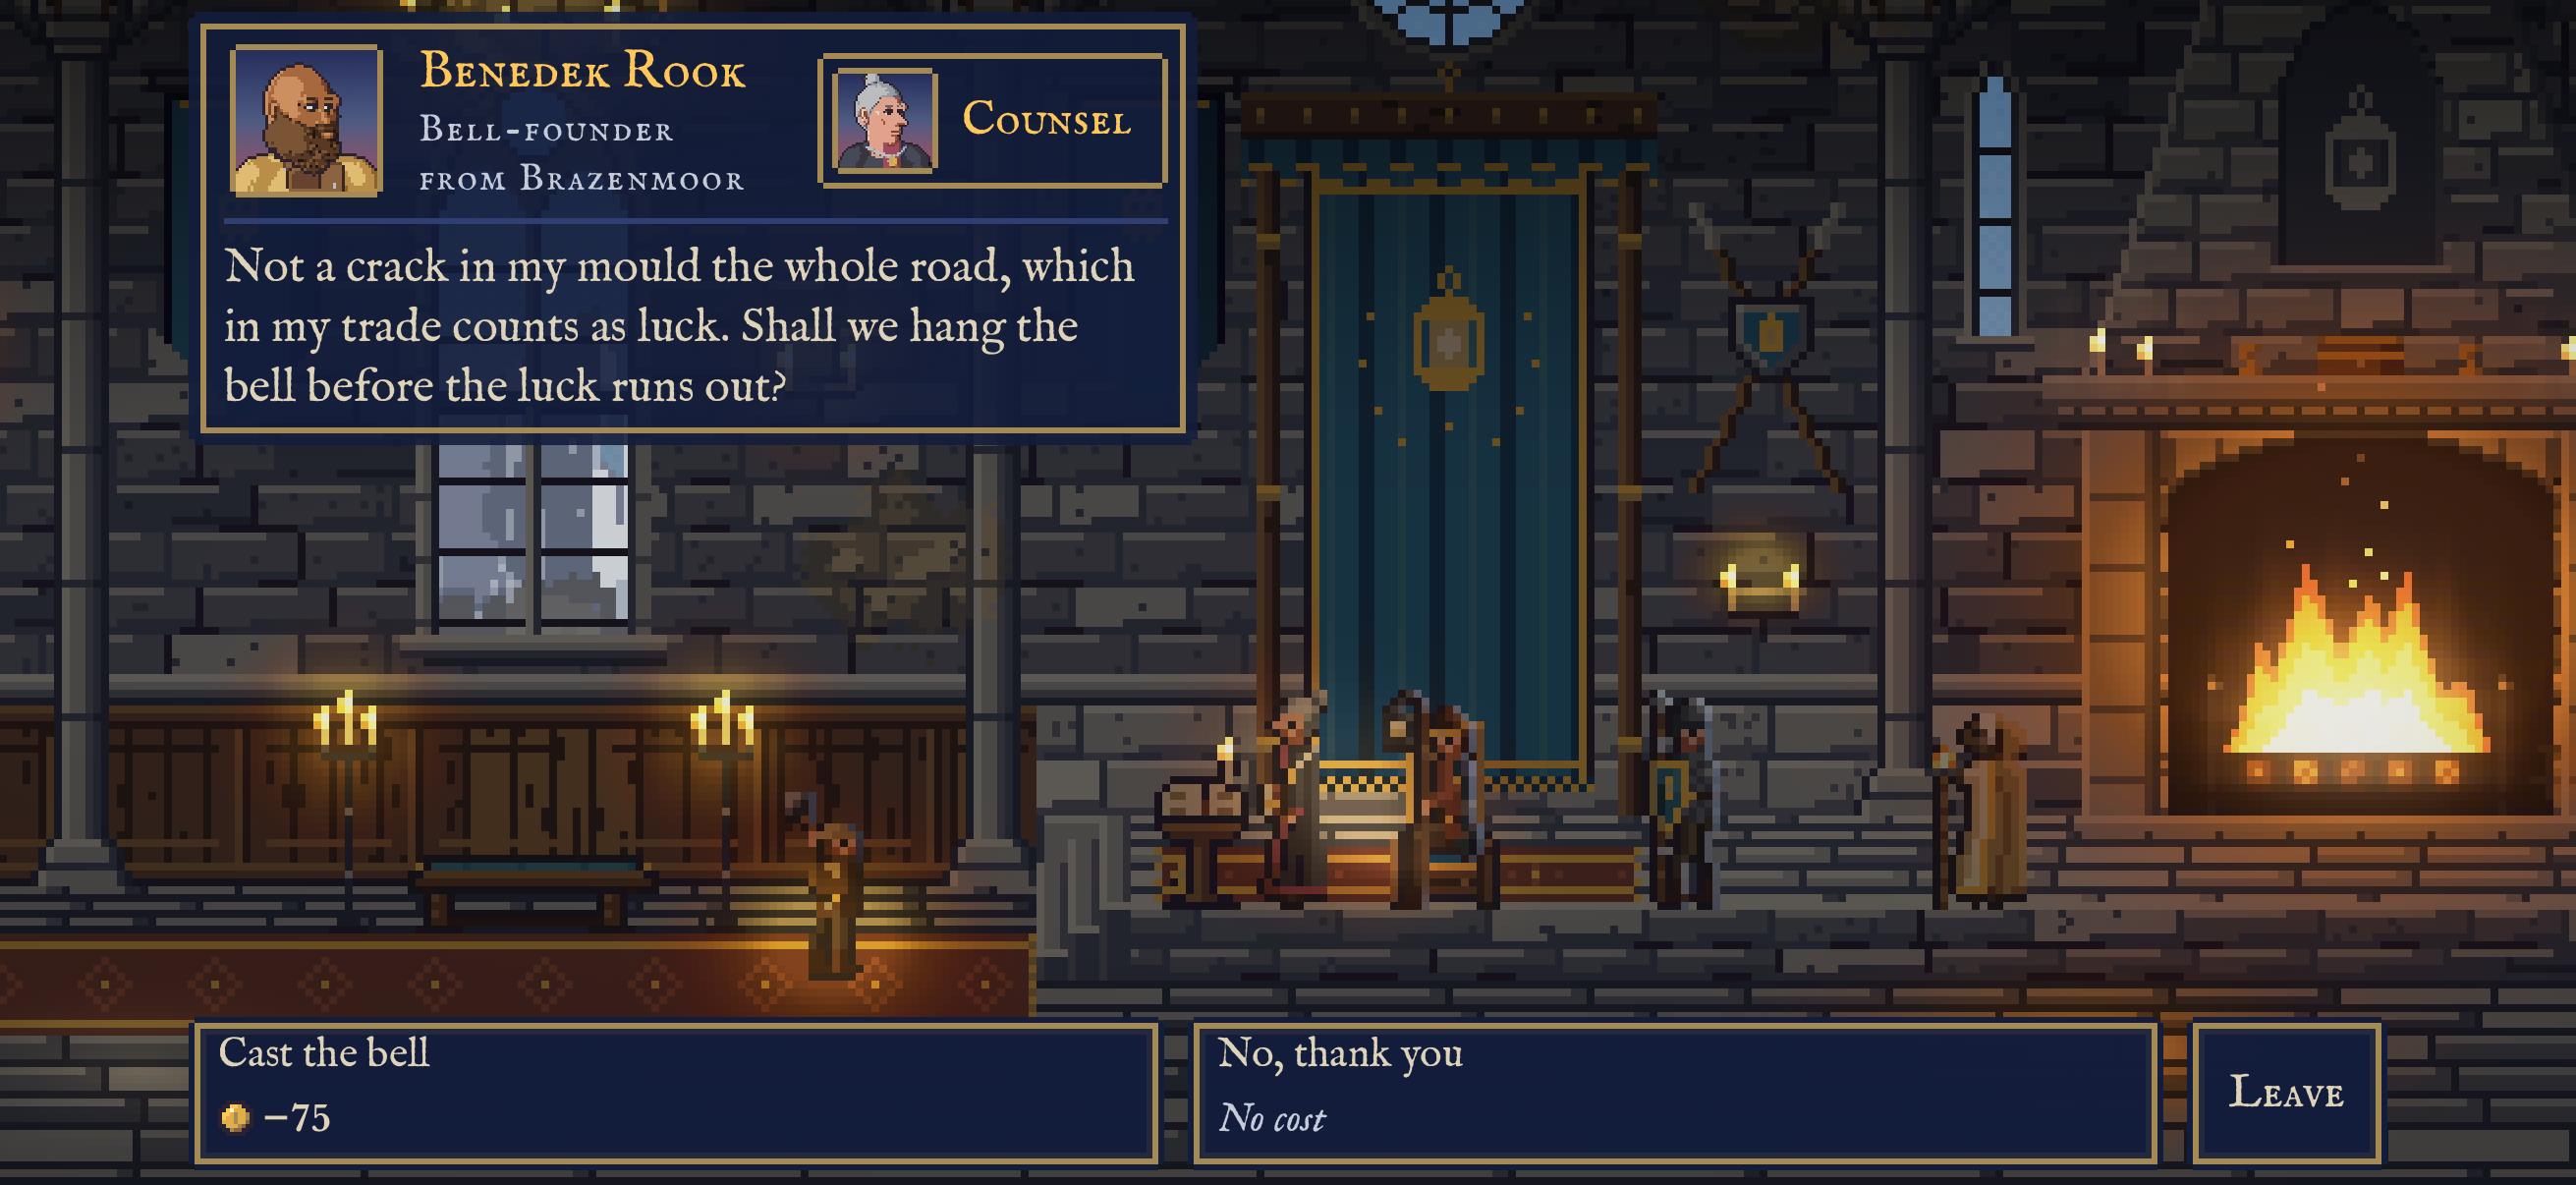 Benedek Rook
Bell-founder
from Brazenmoor
Counsel
Not a crack in my mould the whole road, which
in my trade counts as luck. Shall we hang the
bell before the luck runs out?
Cast the bell
−75
No, thank you
No cost
Leave